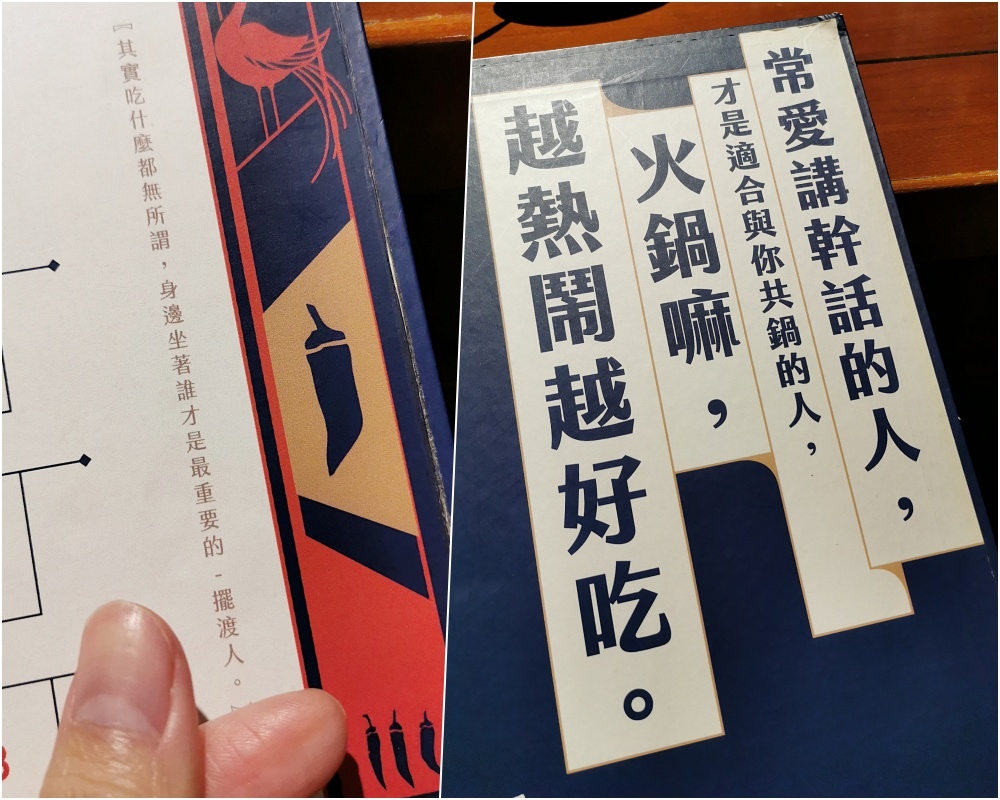 『其實吃什麼都無所謂，身邊坐著誰才是最重要的-擺渡人。
常愛講幹話的人，
才是適合與你共鍋的人，
火鍋嘛，
越熱鬧越好吃。